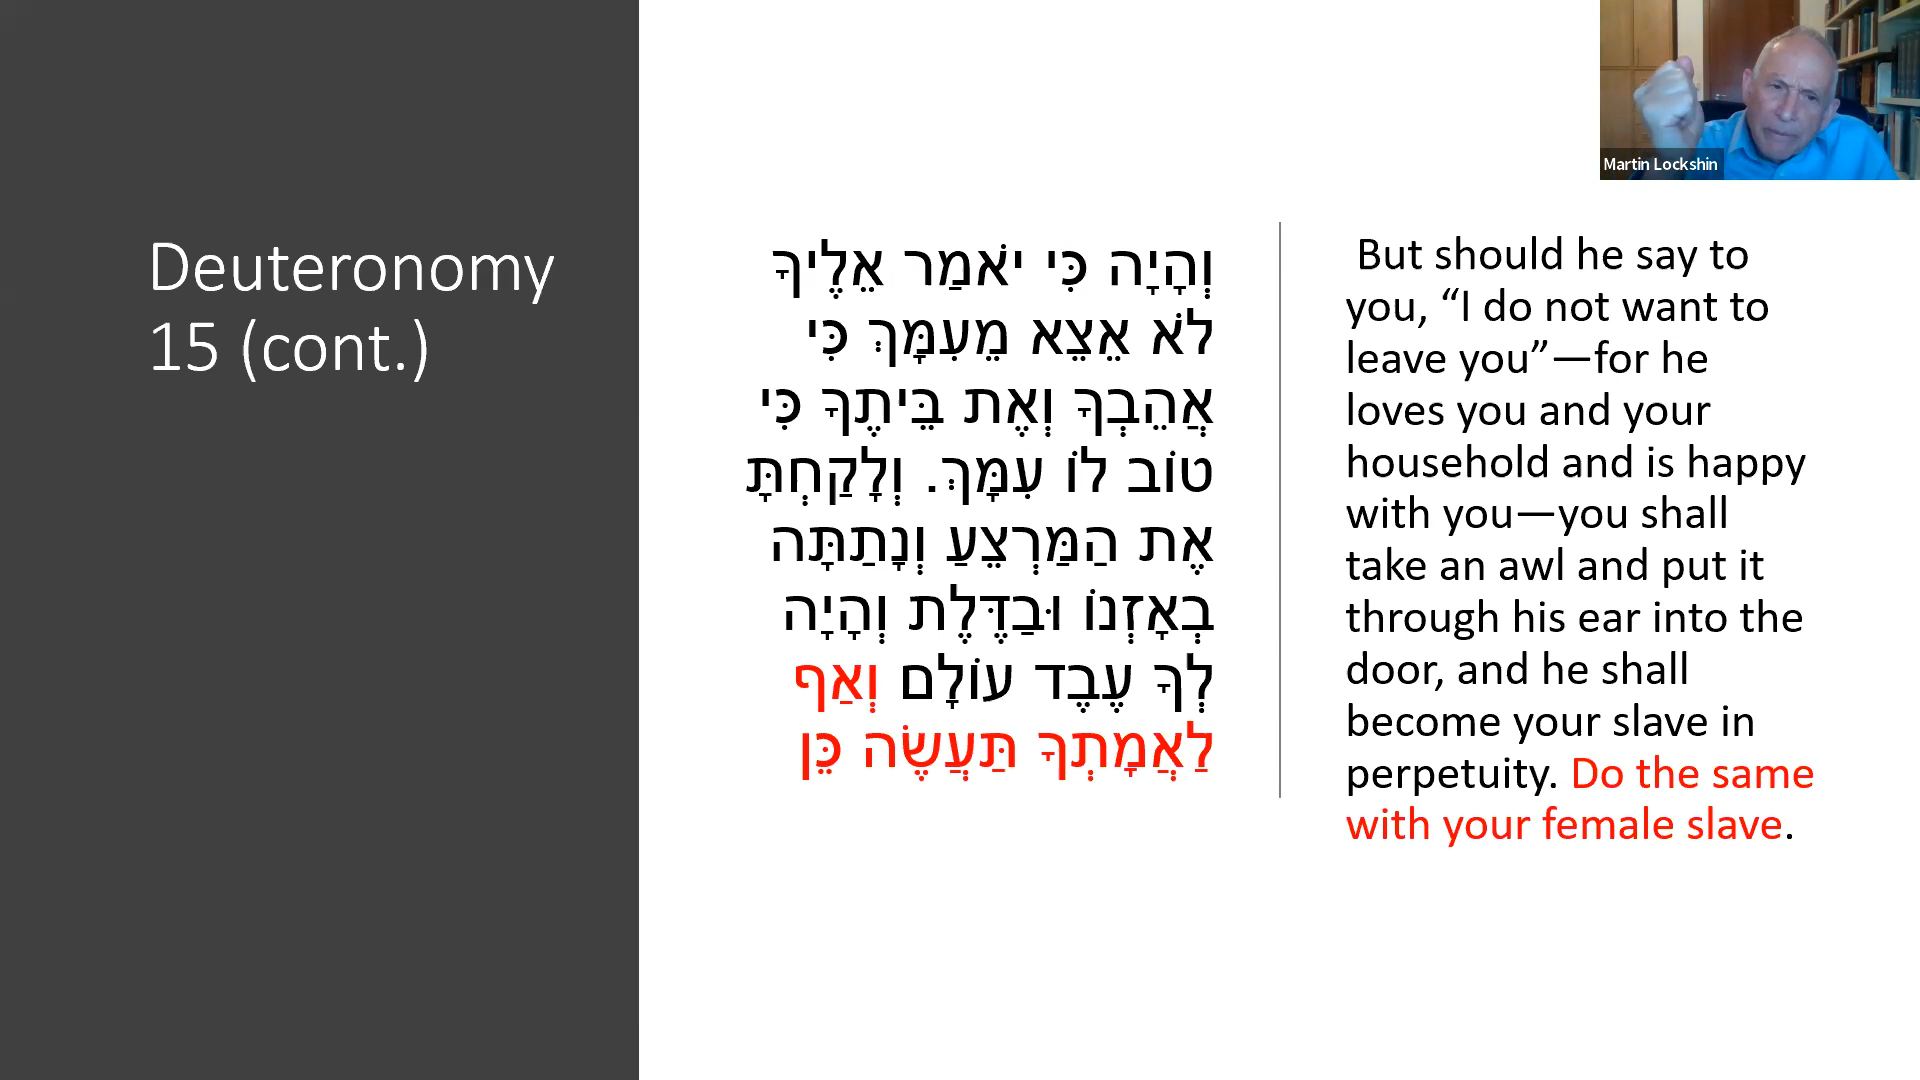 Deuteronomy
15 (cont.)
וְהָיָה כִּי יֹאמַר אֵלֶיךָ
לֹא אֵצֵא מֵעִמָּךְ כִּי
אֲהֵבְךָ וְאֶת בֵּיתֶךָ כִּי
טוֹב לוֹ עִמָּךְ. וְלָקַחְתָּ
אֶת הַמַּרְצֵעַ וְנָתַתָּה
בְאָזְנוֹ וּבַדֶּלֶת וְהָיָה
לְךָ עֶבֶד עוֹלָם וְאַף
לַאֲמָתְךָ תַּעֲשֶׂה כֵּן
But should he say to
you, “I do not want to
leave you”—for he
loves you and your
household and is happy
with you—you shall
take an awl and put it
through his ear into the
door, and he shall
become your slave in
perpetuity. Do the same
with your female slave.
Martin Lockshin